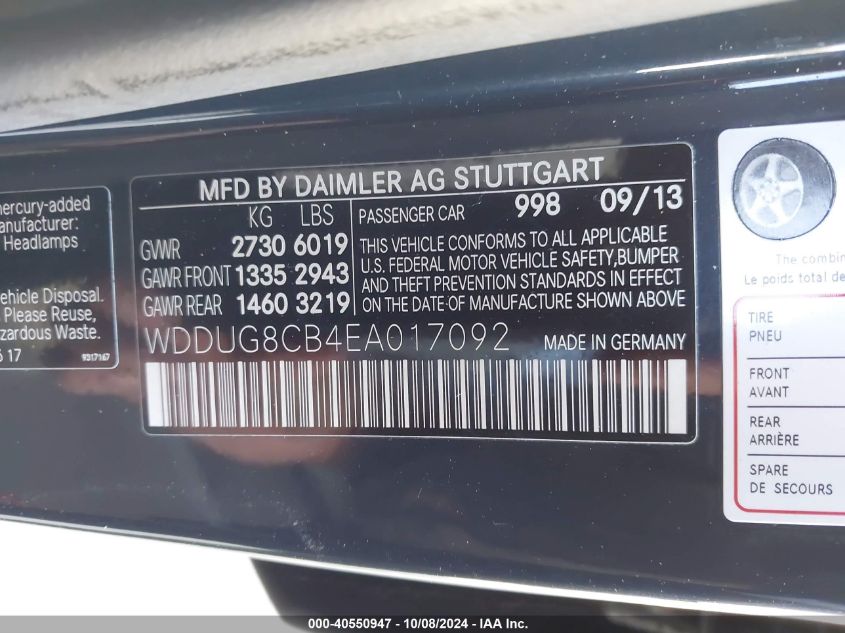 mercury-added
anufacturer:
Headlamps
ehicle Disposal.
Please Reuse,
azardous Waste.
17
9317167
MFD BY DAIMLER AG STUTTGART
KG LBS
GVWR 2730 6019
GAWR FRONT 1335 2943
GAWR REAR 1460 3219
PASSENGER CAR 998 09/13
THIS VEHICLE CONFORMS TO ALL APPLICABLE
U.S. FEDERAL MOTOR VEHICLE SAFETY,BUMPER
AND THEFT PREVENTION STANDARDS IN EFFECT
ON THE DATE OF MANUFACTURE SHOWN ABOVE
WDDUG8CB4EA017092 MADE IN GERMANY
The combin
Le poids total de
TIRE
PNEU
FRONT
AVANT
REAR
ARRIÈRE
SPARE
DE SECOURS
000-40550947 - 10/08/2024 - IAA Inc.